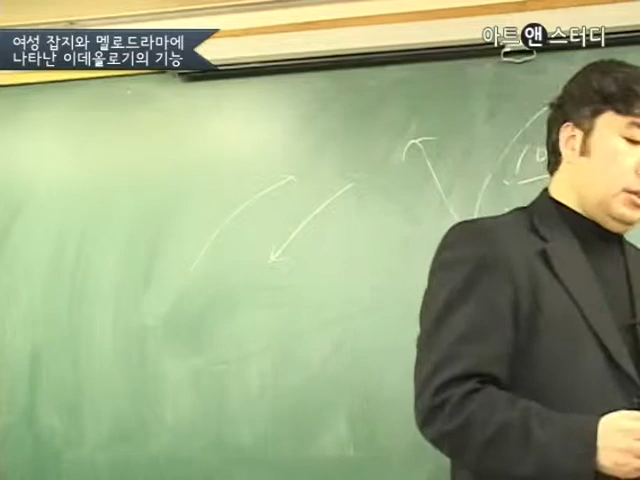 여성 잡지와 멜로드라마에
나타난 이데올로기의 기능
아트앤스터디